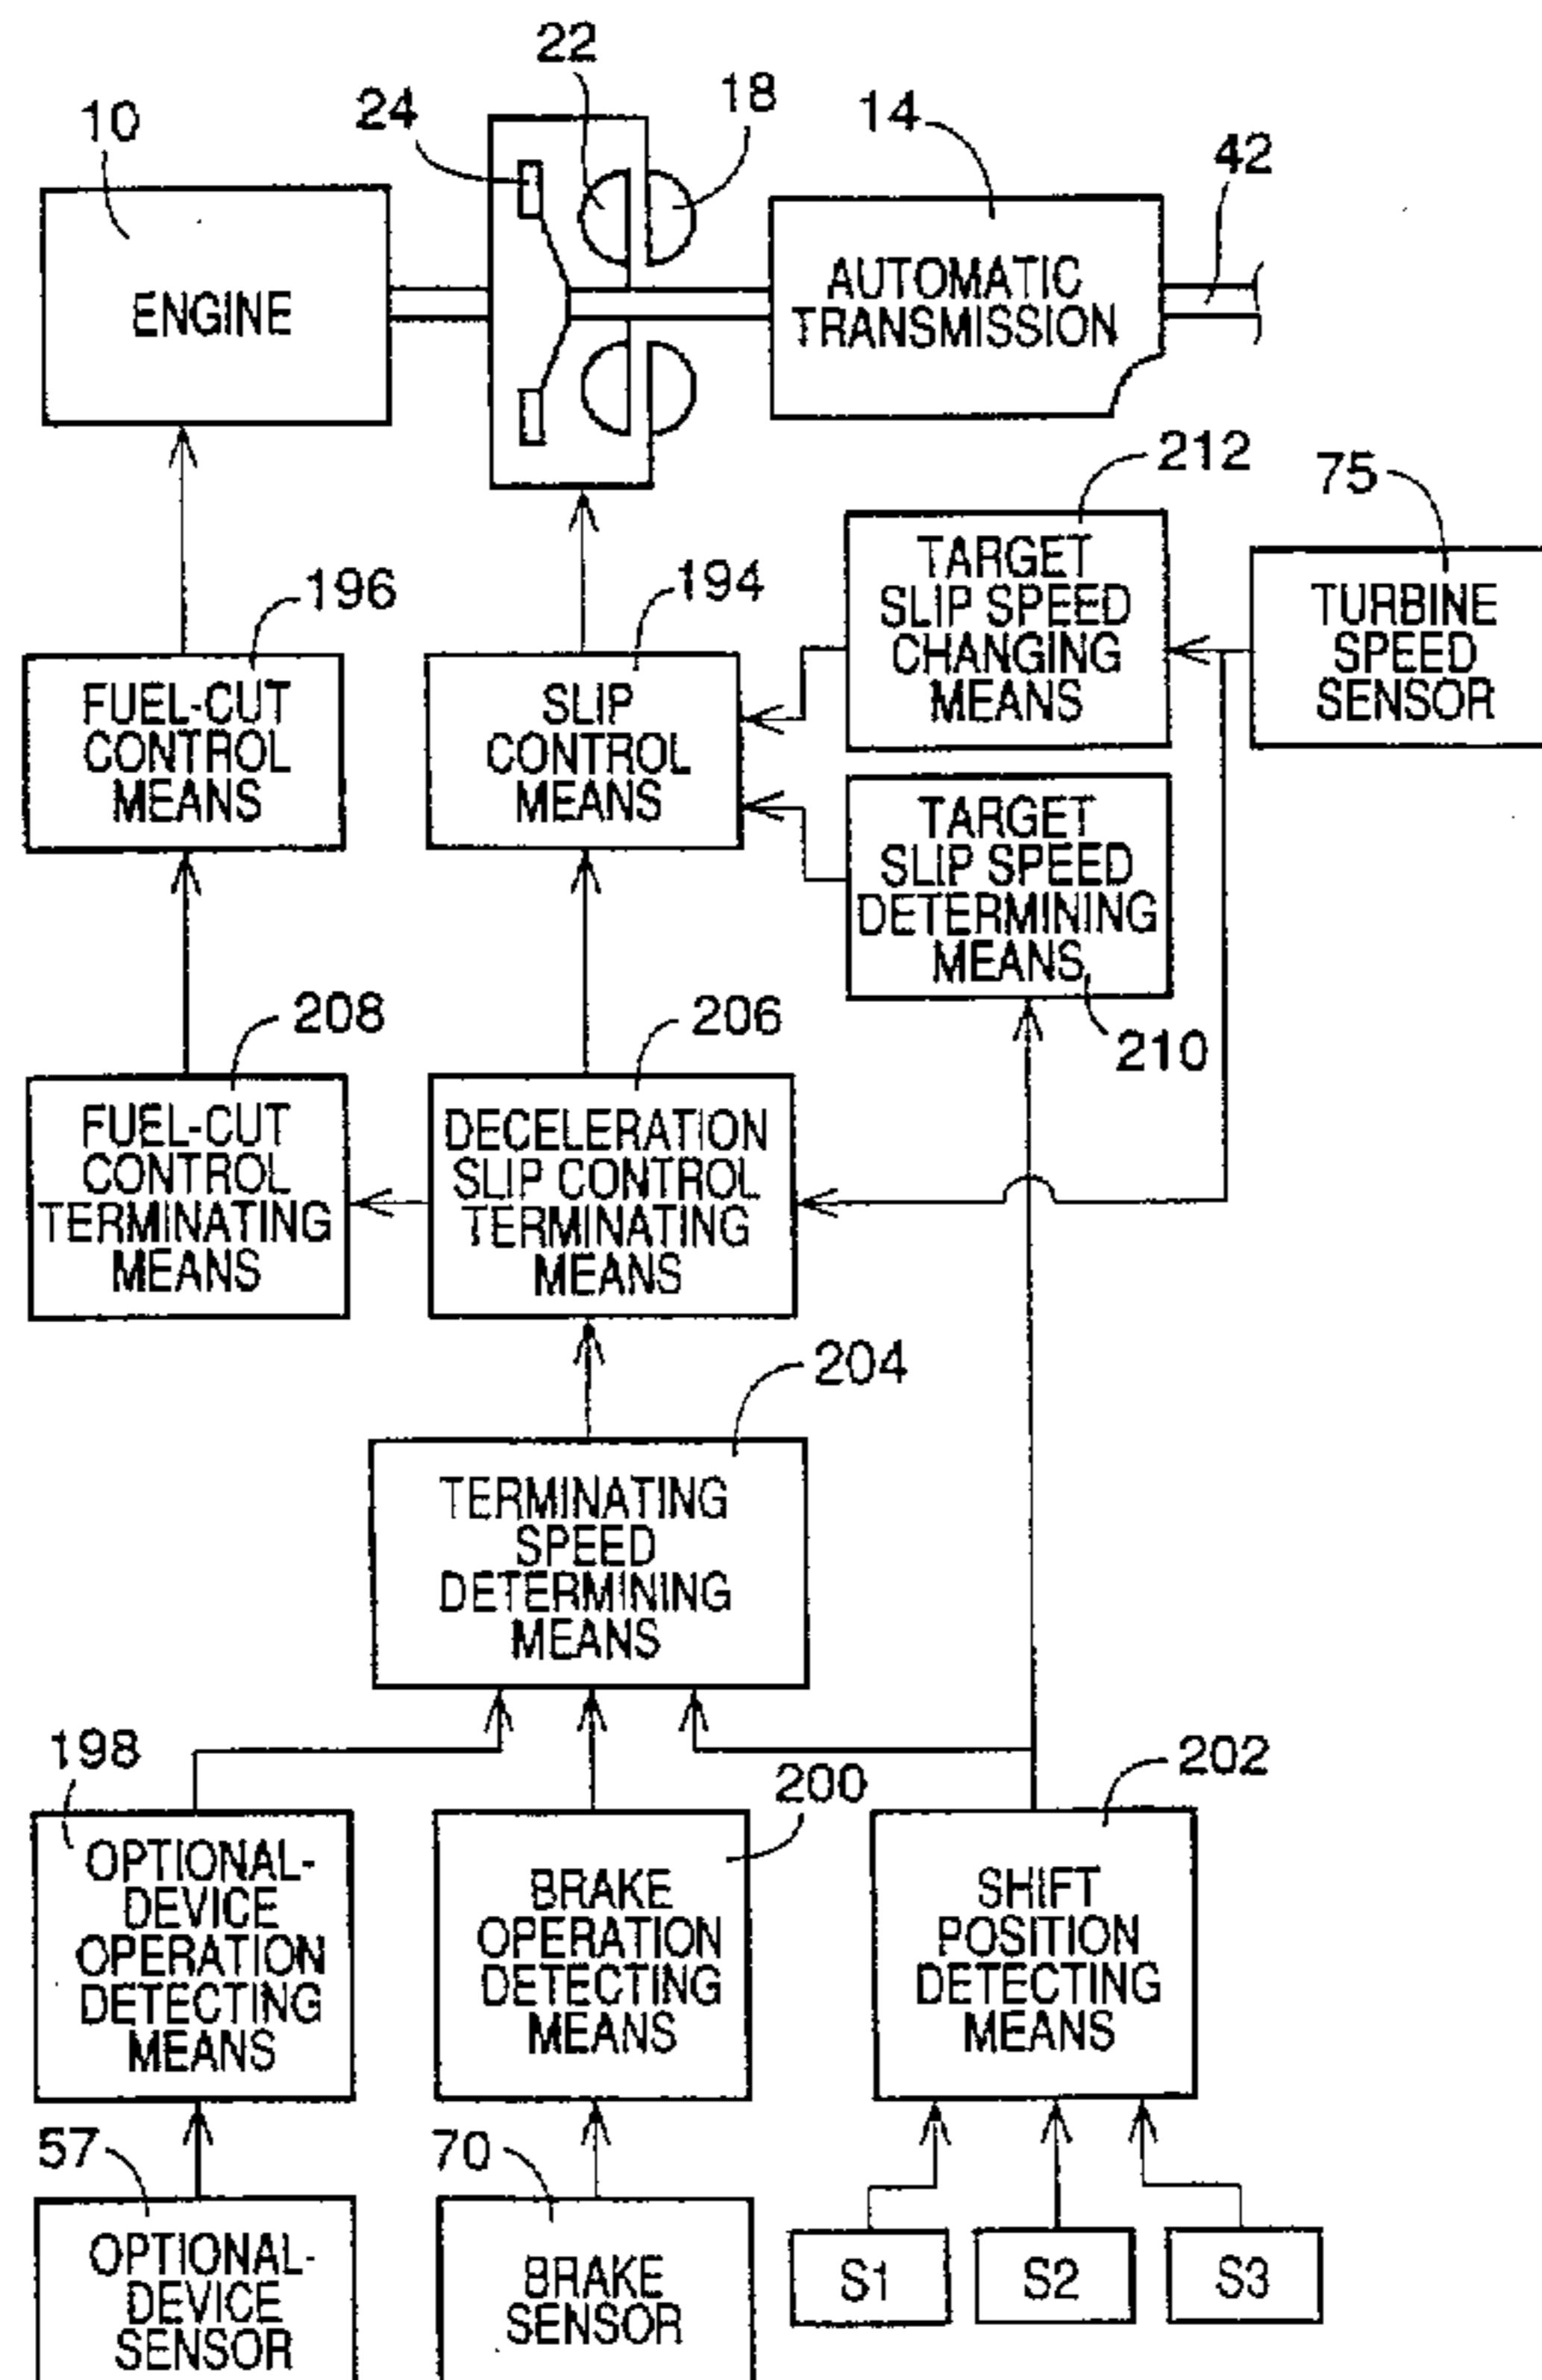 22
10
24
18
14
42
ENGINE
AUTOMATIC
TRANSMISSION
212
75
196
194
TARGET
SLIP SPEED
CHANGING
MEANS
TURBINE
SPEED
SENSOR
FUEL-CUT
CONTROL
MEANS
SLIP
CONTROL
MEANS
TARGET
SLIP SPEED
DETERMINING
MEANS
210
208
206
FUEL-CUT
CONTROL
TERMINATING
MEANS
DECELERATION
SLIP CONTROL
TERMINATING
MEANS
204
TERMINATING
SPEED
DETERMINING
MEANS
198
200
202
OPTIONAL-
DEVICE
OPERATION
DETECTING
MEANS
BRAKE
OPERATION
DETECTING
MEANS
SHIFT
POSITION
DETECTING
MEANS
57
70
OPTIONAL-
DEVICE
SENSOR
BRAKE
SENSOR
S1
S2
S3